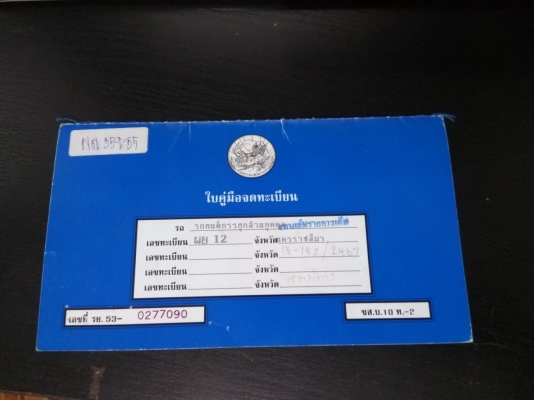 ใบคู่มือจดทะเบียน
รถ รถยนต์บรรทุกส่วนบุคคล
เลขทะเบียน ผย 12 จังหวัด นครราชสีมา
เลขทะเบียน จังหวัด
เลขทะเบียน จังหวัด
เลขทะเบียน จังหวัด
เลขที่ รย. 53- 0277090
ขส.บ.10 ท.-2